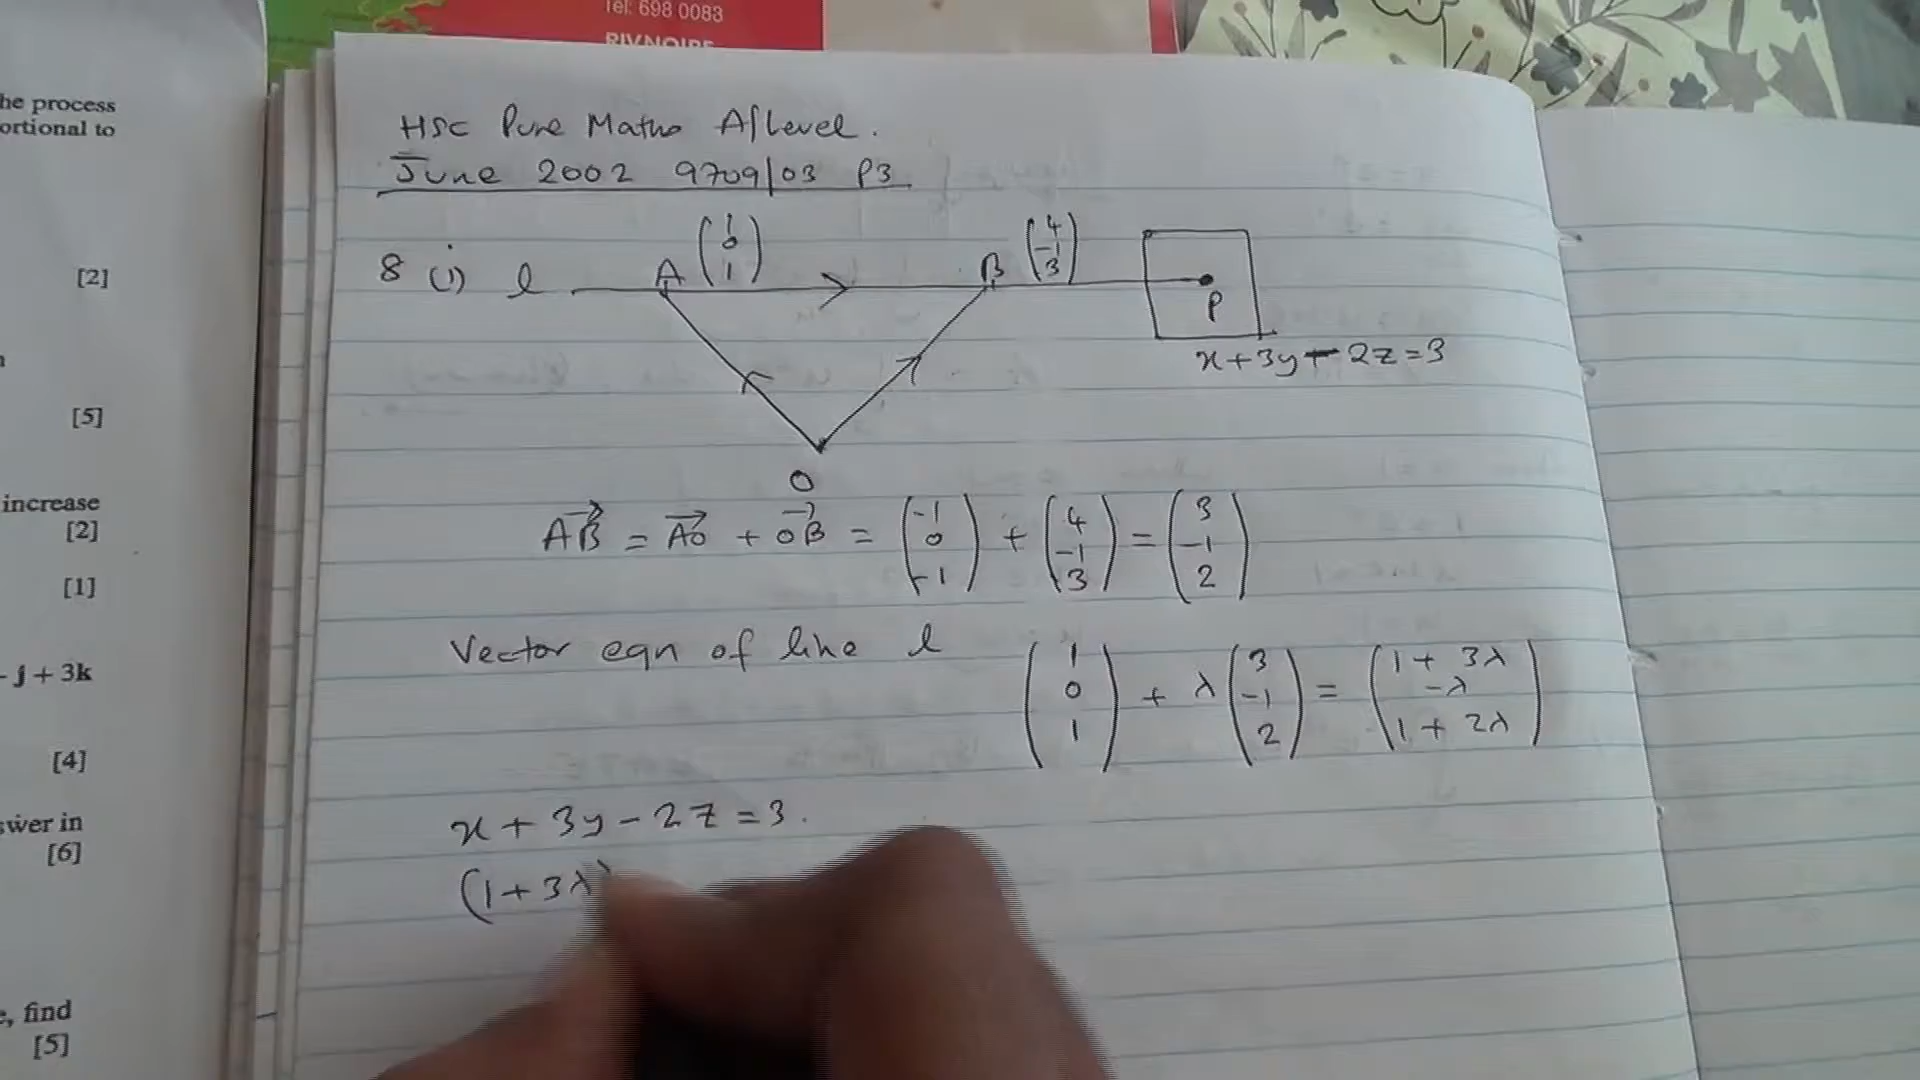 Tel: 698 0083
RIVNOIRE
he process
ortional to
[2]
[5]
increase
[2]
[1]
- j + 3k
[4]
swer in
[6]
e, find
[5]
HSC Pure Maths A/Level.
June 2002 9709/03 P3
8 (i) l A (1 0 1) B (4 -1 3)
P
x+3y-2z=3
O
AB = AO + OB = (-1 0 -1) + (4 -1 3) = (3 -1 2)
Vector eqn of line l (1 0 1) + λ (3 -1 2) = (1+3λ -λ 1+2λ)
x+3y-2z=3.
(1+3λ)